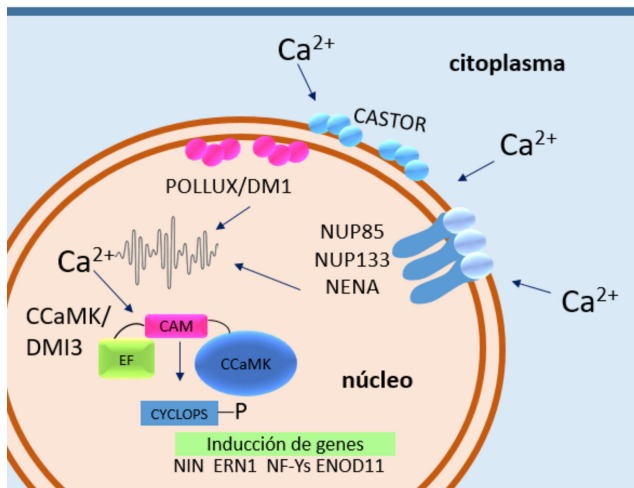 Ca2+
citoplasma
CASTOR
Ca2+
POLLUX/DM1
NUP85
NUP133
NENA
Ca2+
Ca2+
CCaMK/
DMI3
CAM
EF
CCaMK
núcleo
CYCLOPS P
Inducción de genes
NIN ERN1 NF-Ys ENOD11